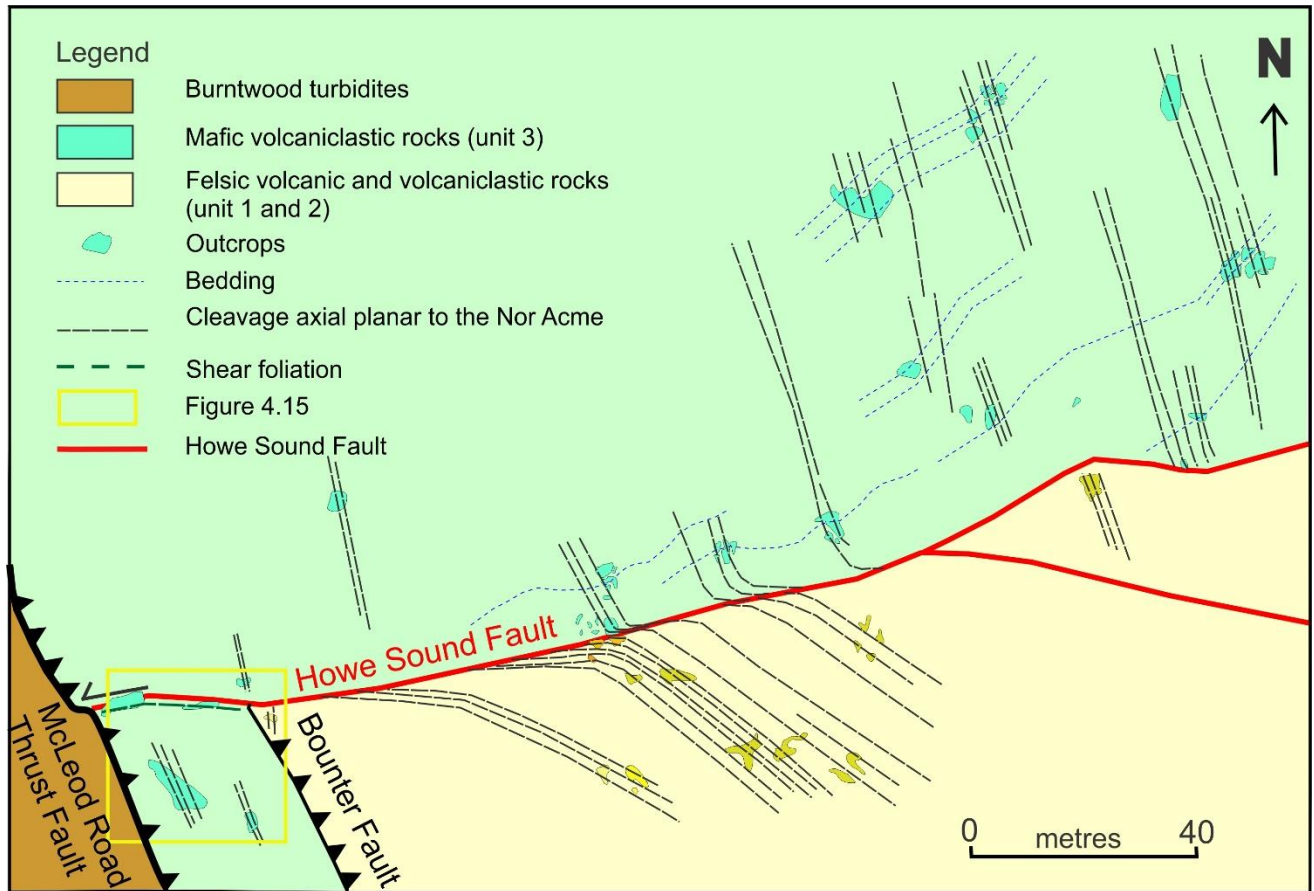 Legend
Burntwood turbidites
Mafic volcaniclastic rocks (unit 3)
Felsic volcanic and volcaniclastic rocks
(unit 1 and 2)
Outcrops
Bedding
Cleavage axial planar to the Nor Acme
Shear foliation
Figure 4.15
Howe Sound Fault
N
Howe Sound Fault
McLeod Road
Thrust Fault
Bounter Fault
0 metres 40